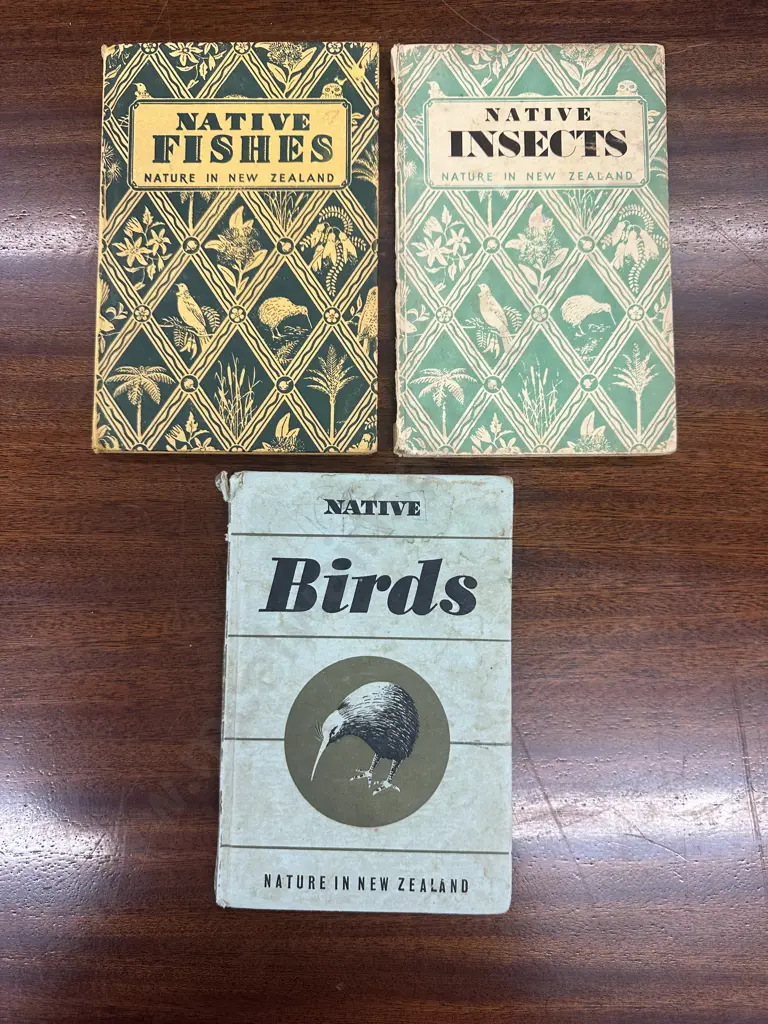 NATIVE
FISHES
NATURE IN NEW ZEALAND
NATIVE
INSECTS
NATURE IN NEW ZEALAND
NATIVE
Birds
NATURE IN NEW ZEALAND